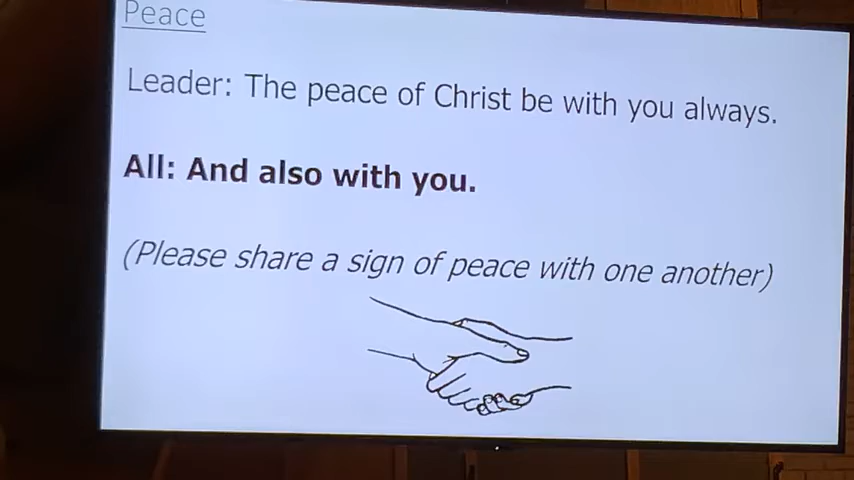 Peace
Leader: The peace of Christ be with you always.
All: And also with you.
(Please share a sign of peace with one another)